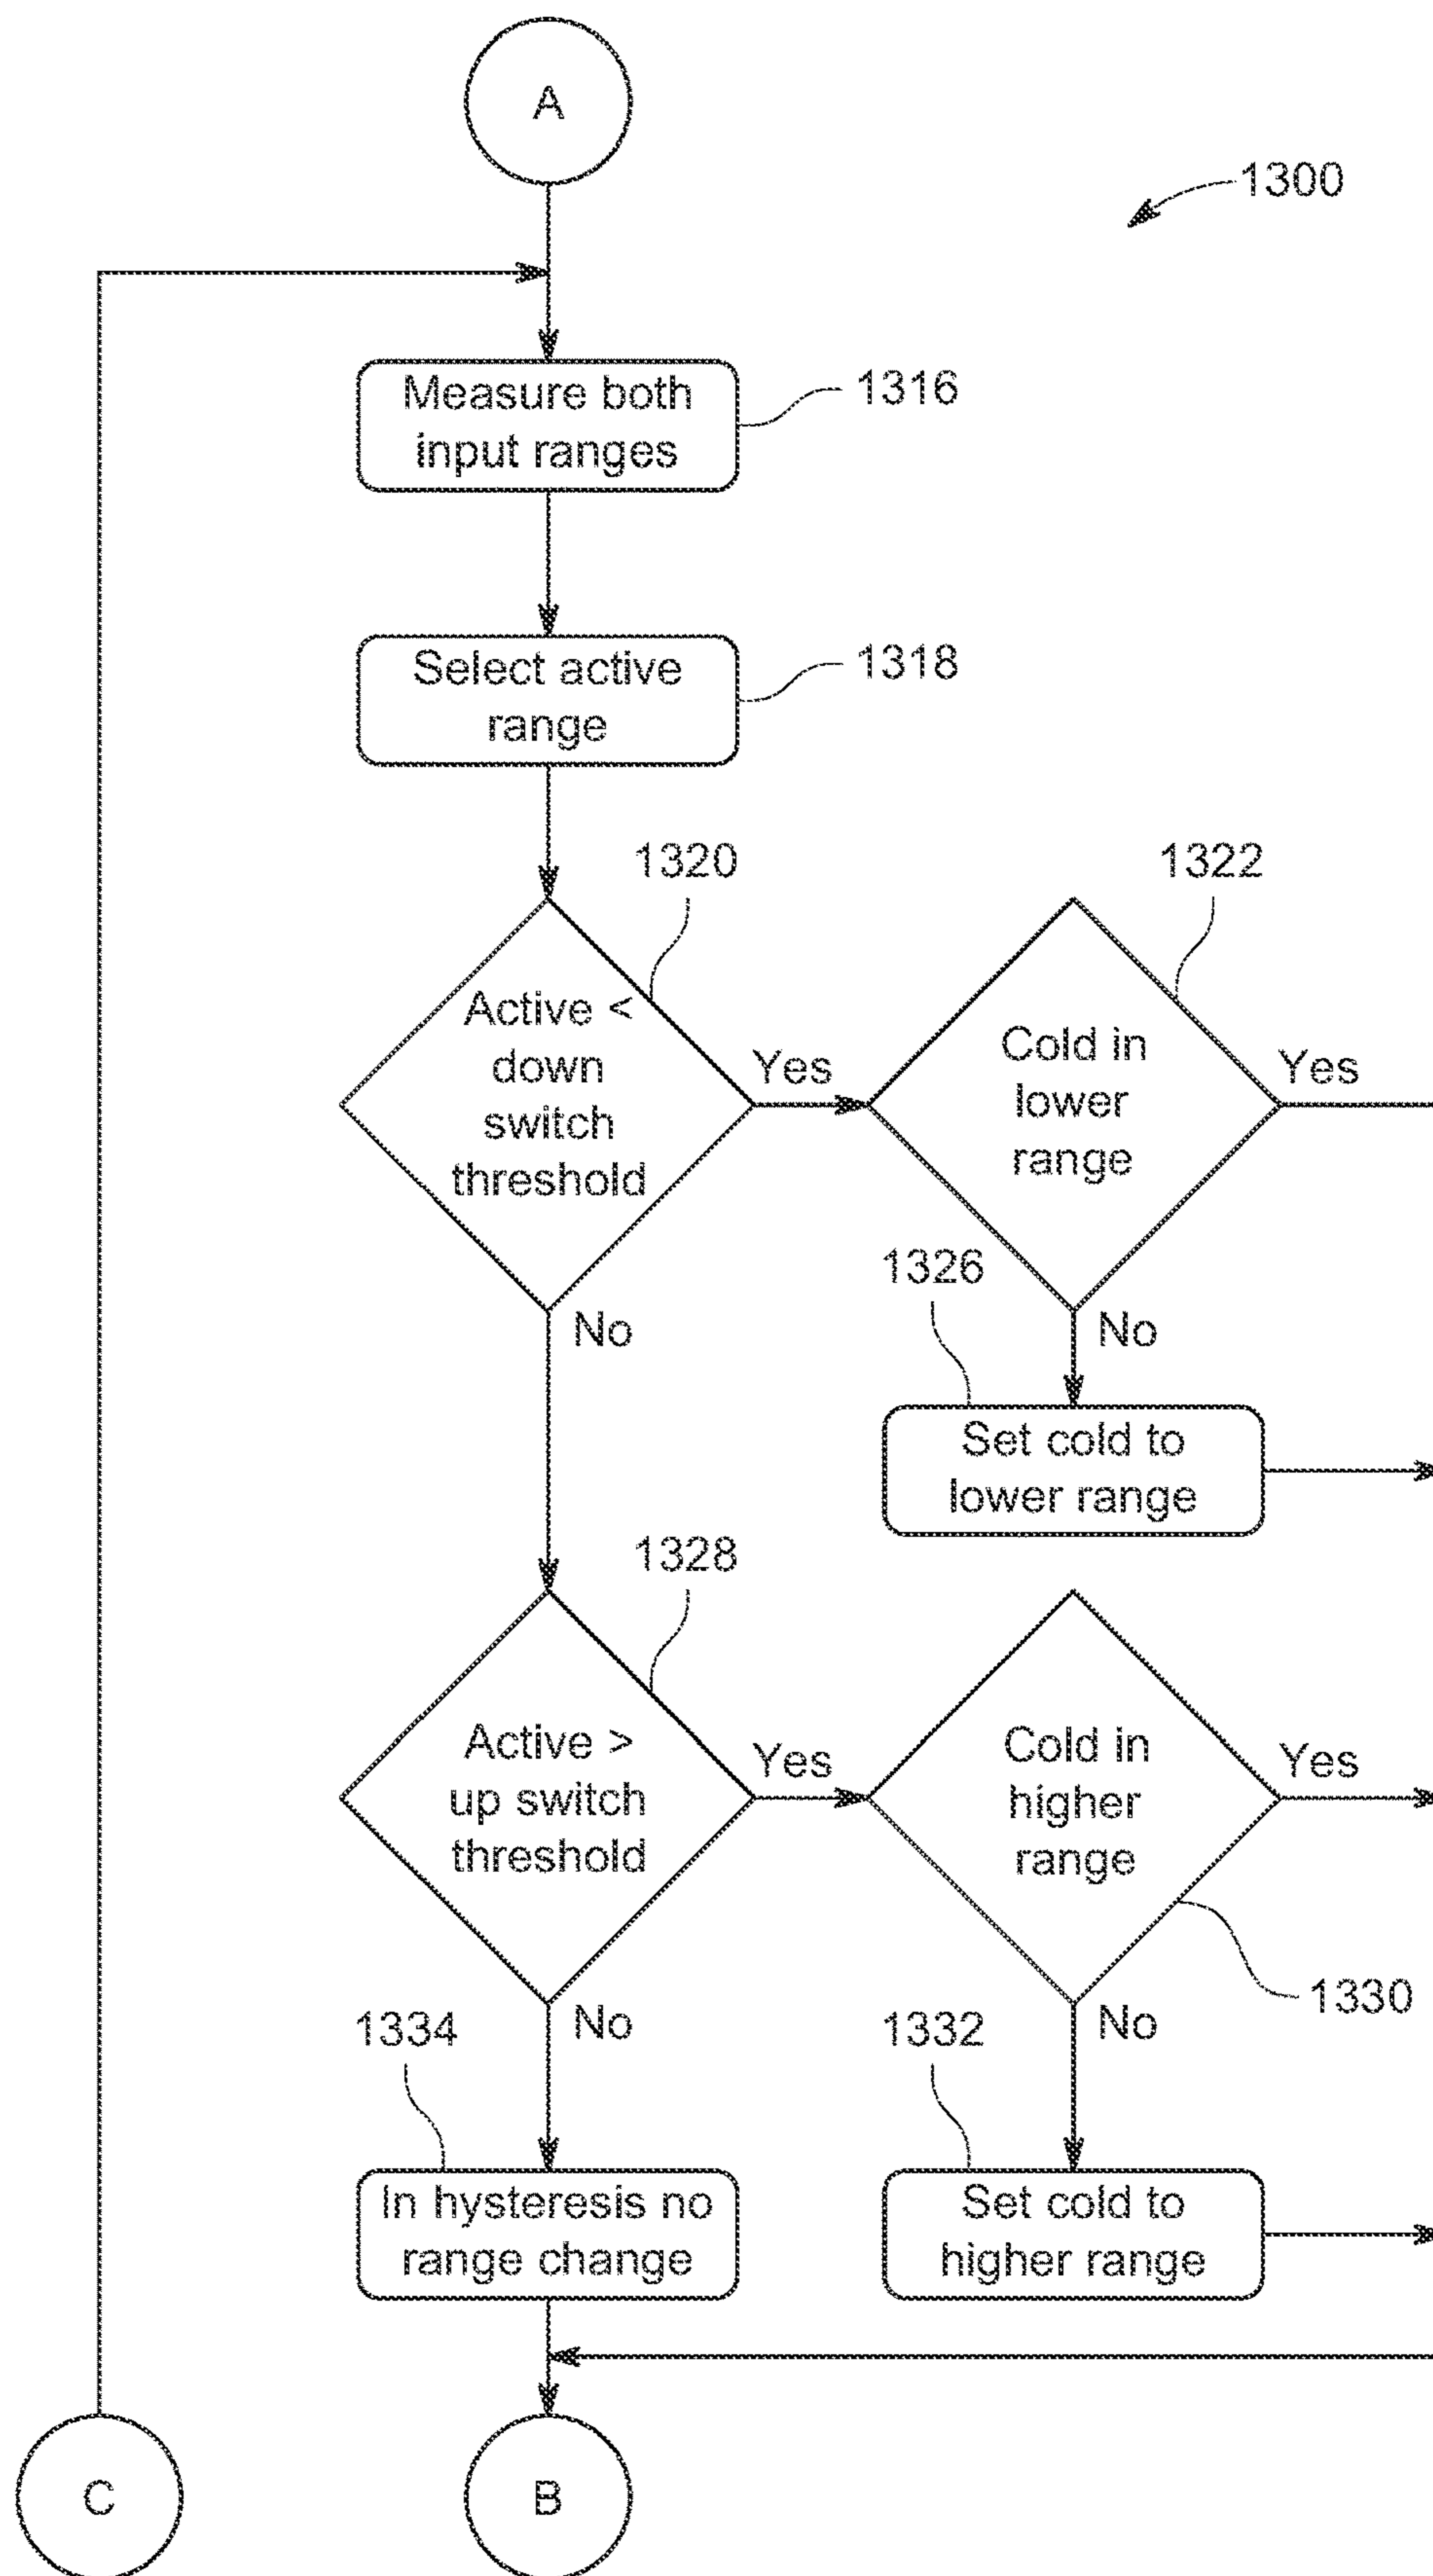 A
1300
Measure both
input ranges
1316
Select active
range
1318
1320
1322
Active <
down
switch
threshold
Yes
Cold in
lower
range
Yes
No
1326
No
Set cold to
lower range
1328
Active >
up switch
threshold
Yes
Cold in
higher
range
Yes
1330
1334
No
1332
No
In hysteresis no
range change
Set cold to
higher range
C
B